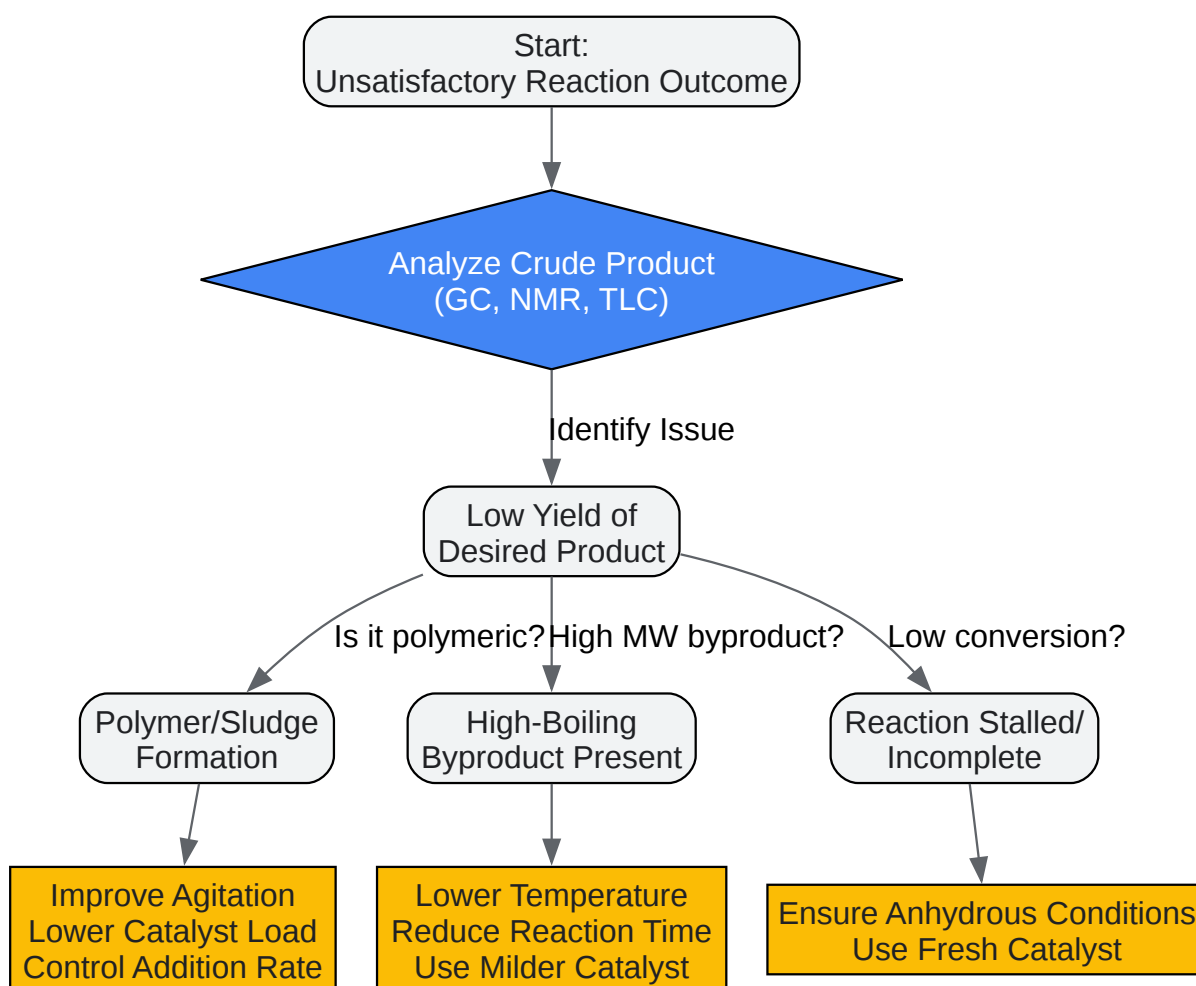 Start:
Unsatisfactory Reaction Outcome
Analyze Crude Product
(GC, NMR, TLC)
Identify Issue
Low Yield of
Desired Product
Is it polymeric?
High MW byproduct?
Low conversion?
Polymer/Sludge
Formation
High-Boiling
Byproduct Present
Reaction Stalled/
Incomplete
Improve Agitation
Lower Catalyst Load
Control Addition Rate
Lower Temperature
Reduce Reaction Time
Use Milder Catalyst
Ensure Anhydrous Conditions
Use Fresh Catalyst